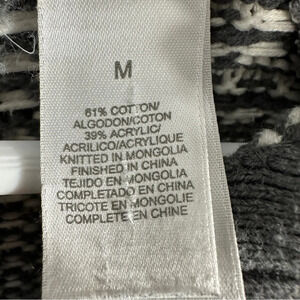 M
61% COTTON/
ALGODON/COTON
39% ACRYLIC/
ACRILICO/ACRYLIQUE
KNITTED IN MONGOLIA
FINISHED IN CHINA
TEJIDO EN MONGOLIA
COMPLETADO EN CHINA
TRICOTE EN MONGOLIE
COMPLETE EN CHINE